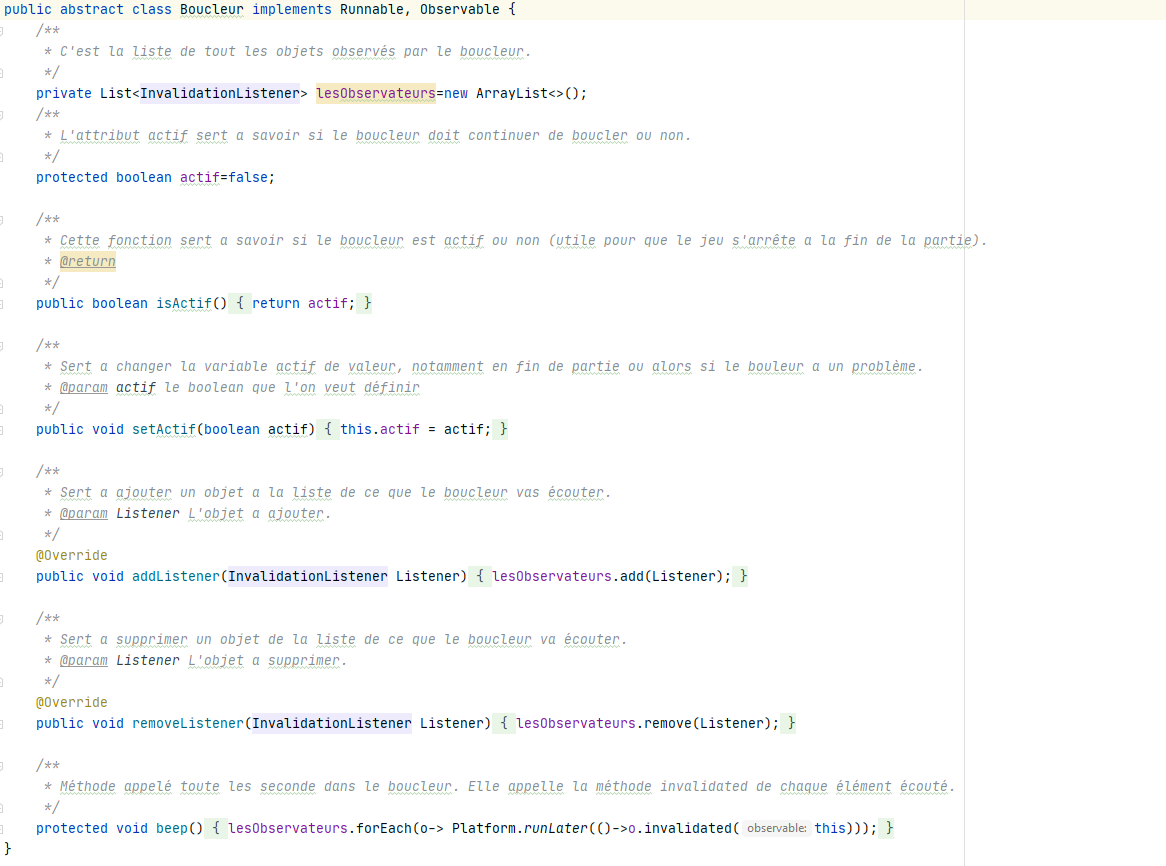 public abstract class Boucleur implements Runnable, Observable {
    /**
     * C'est la liste de tout les objets observés par le boucleur.
     */
    private List<InvalidationListener> lesObservateurs=new ArrayList<>();
    /**
     * L'attribut actif sert a savoir si le boucleur doit continuer de boucler ou non.
     */
    protected boolean actif=false;

    /**
     * Cette fonction sert a savoir si le boucleur est actif ou non (utile pour que le jeu s'arrête a la fin de la partie).
     * @return
     */
    public boolean isActif() { return actif; }

    /**
     * Sert a changer la variable actif de valeur, notamment en fin de partie ou alors si le bouleur a un problème.
     * @param actif le boolean que l'on veut définir
     */
    public void setActif(boolean actif) { this.actif = actif; }

    /**
     * Sert a ajouter un objet a la liste de ce que le boucleur vas écouter.
     * @param Listener L'objet a ajouter.
     */
    @Override
    public void addListener(InvalidationListener Listener) { lesObservateurs.add(Listener); }

    /**
     * Sert a supprimer un objet de la liste de ce que le boucleur va écouter.
     * @param Listener L'objet a supprimer.
     */
    @Override
    public void removeListener(InvalidationListener Listener) { lesObservateurs.remove(Listener); }

    /**
     * Méthode appelé toute les seconde dans le boucleur. Elle appelle la méthode invalidated de chaque élément écouté.
     */
    protected void beep() { lesObservateurs.forEach(o-> Platform.runLater(()->o.invalidated( observable: this))); }
}